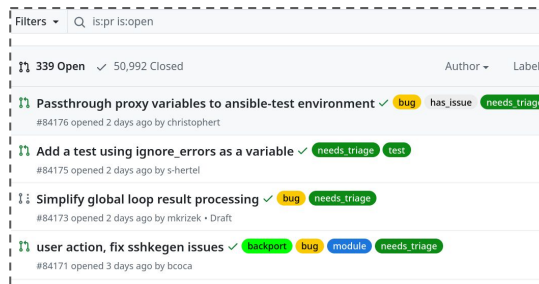 Filters is:pr is:open
339 Open 50,992 Closed Author
Passthrough proxy variables to ansible-test environment bug has_issue
#84176 opened 2 days ago by christophert
Add a test using ignore_errors as a variable needs_triage test
#84175 opened 2 days ago by s-hertel
Simplify global loop result processing bug needs_triage
#84173 opened 2 days ago by mkrizek • Draft
user action, fix sshkegen issues backport bug module needs_triage
#84171 opened 3 days ago by bcoca